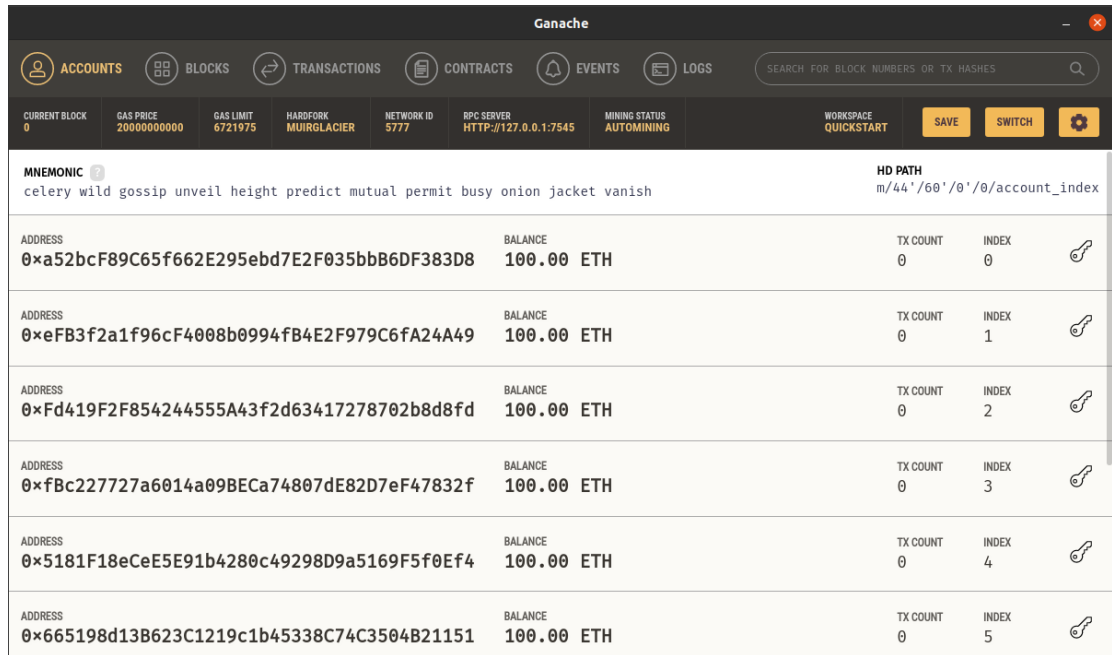 Ganache
ACCOUNTS BLOCKS TRANSACTIONS CONTRACTS EVENTS LOGS SEARCH FOR BLOCK NUMBERS OR TX HASHES
CURRENT BLOCK GAS PRICE GAS LIMIT HARDFORK NETWORK ID RPC SERVER MINING STATUS WORKSPACE
0 20000000000 6721975 MUIRGLACIER 5777 HTTP://127.0.0.1:7545 AUTOMINING QUICKSTART SAVE SWITCH
MNEMONIC ? HD PATH
celery wild gossip unveil height predict mutual permit busy onion jacket vanish m/44'/60'/0'/0/account_index
ADDRESS BALANCE TX COUNT INDEX
0×a52bcF89C65f662E295ebd7E2F035bbB6DF383D8 100.00 ETH 0 0
ADDRESS BALANCE TX COUNT INDEX
0×eFB3f2a1f96cF4008b0994fB4E2F979C6fA24A49 100.00 ETH 0 1
ADDRESS BALANCE TX COUNT INDEX
0×Fd419F2F854244555A43f2d63417278702b8d8fd 100.00 ETH 0 2
ADDRESS BALANCE TX COUNT INDEX
0×fBc227727a6014a09BECa74807dE82D7eF47832f 100.00 ETH 0 3
ADDRESS BALANCE TX COUNT INDEX
0×5181F18eCeE5E91b4280c49298D9a5169F5f0Ef4 100.00 ETH 0 4
ADDRESS BALANCE TX COUNT INDEX
0×665198d13B623C1219c1b45338C74C3504B21151 100.00 ETH 0 5